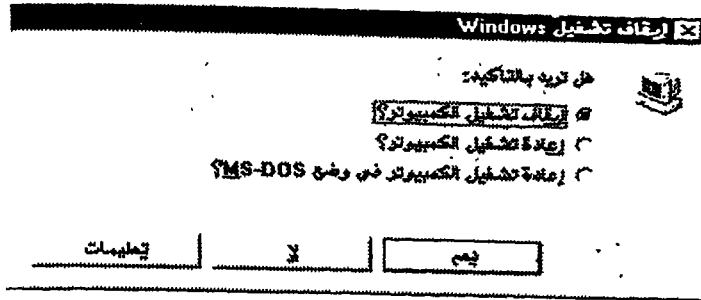 إيقاف تشغيل Windows
هل تريد بالتأكيد:
إيقاف تشغيل الكمبيوتر؟
إعادة تشغيل الكمبيوتر؟
إعادة تشغيل الكمبيوتر في وضع MS-DOS؟
نعم
لا
تعليمات